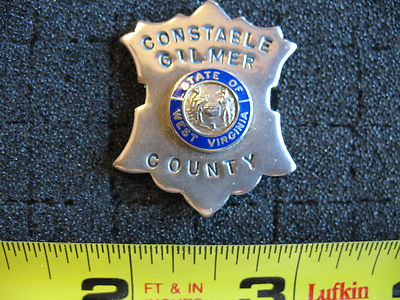 CONSTABLE
GILMER
STATE OF
WEST VIRGINIA
COUNTY
2 FT & IN 3 Lufkin